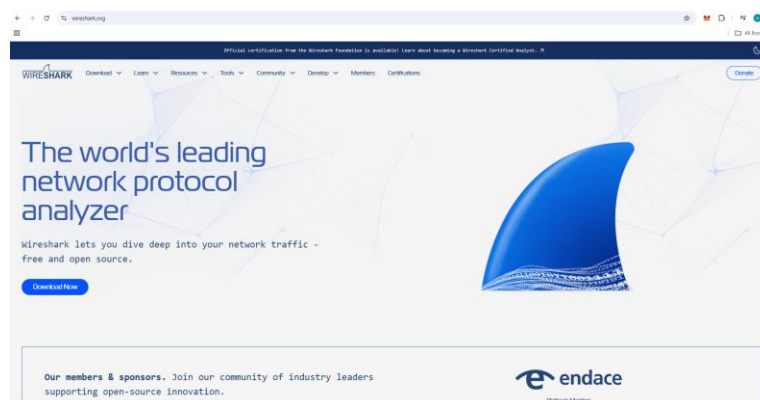 wireshark.org
All Boo
Official certification from the Wireshark Foundation is available! Learn about becoming a Wireshark Certified Analyst.
WIRESHARK
Download
Learn
Resources
Tools
Community
Develop
Members
Certifications
Donate
The world's leading
network protocol
analyzer
Wireshark lets you dive deep into your network traffic -
free and open source.
Download Now
Our members & sponsors. Join our community of industry leaders
supporting open-source innovation.
endace